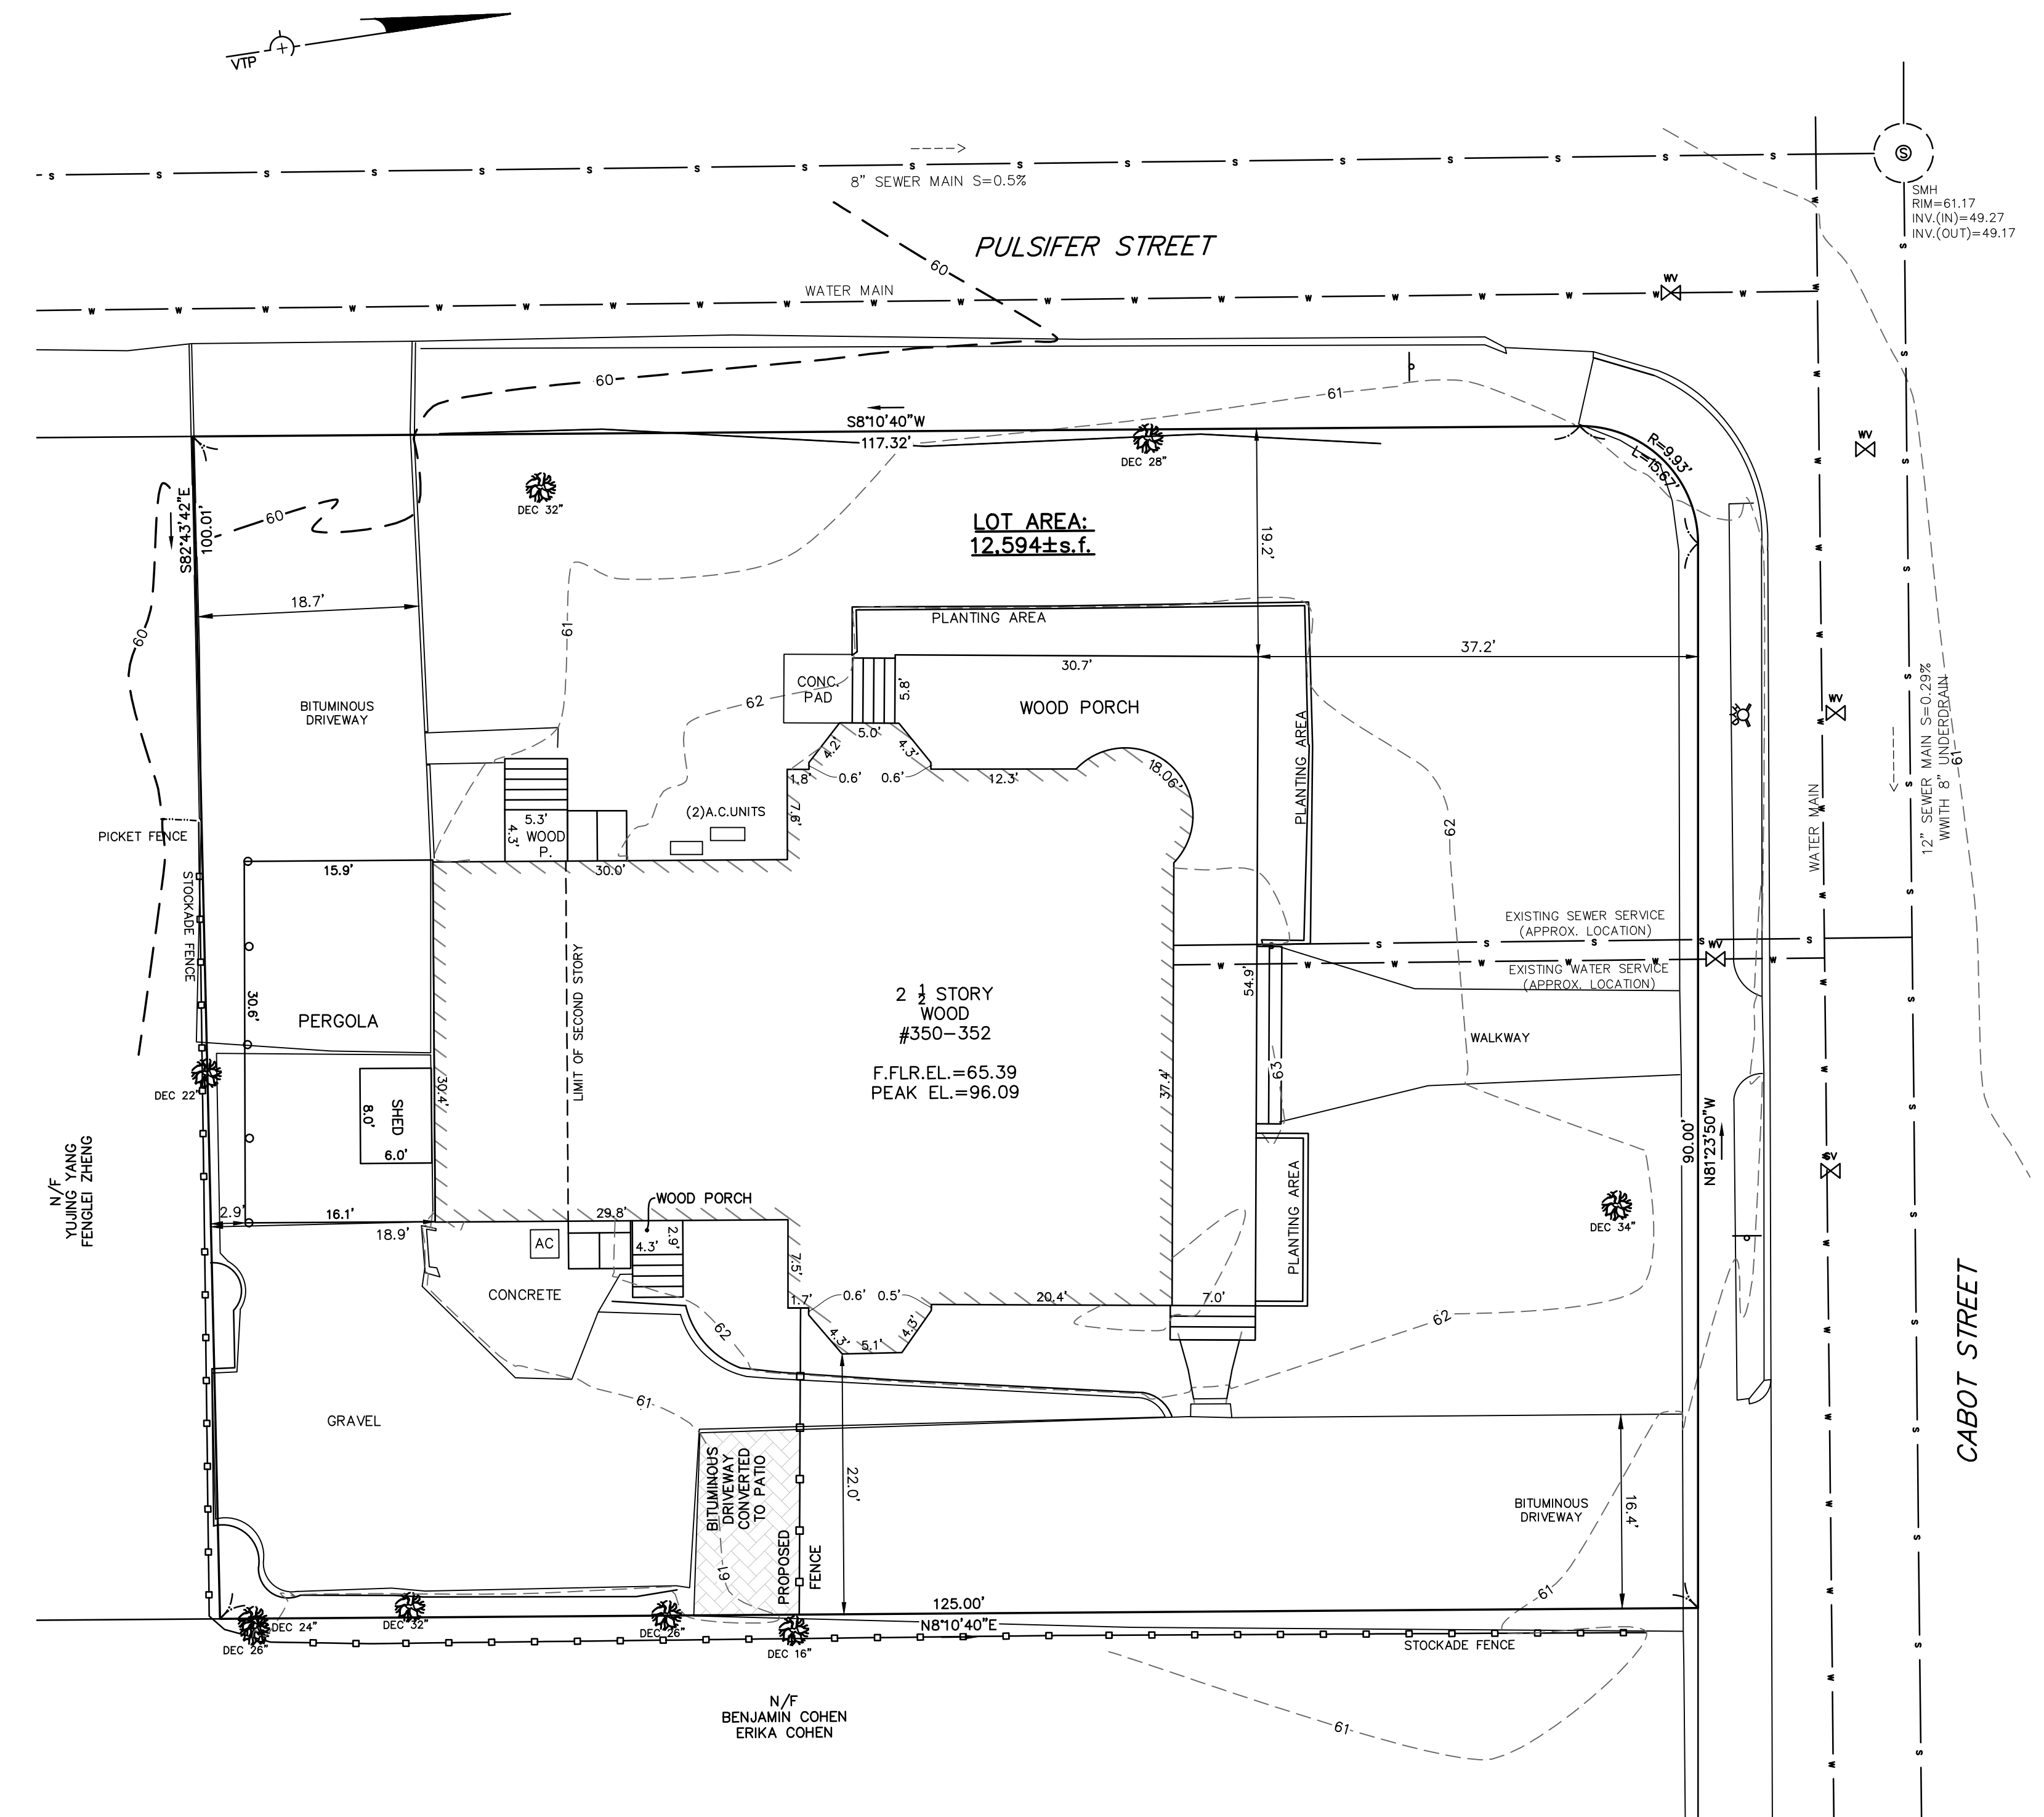 VTP
8" SEWER MAIN S=0.5%
PULSIFER STREET
60
WATER MAIN
WV
SMH
RIM=61.17
INV.(IN)=49.27
INV.(OUT)=49.17
60
61
S8°10'40"W
117.32'
DEC 28"
R=9.93'
L=15.67'
WV
DEC 32"
S82°43'42"E
100.01'
60
LOT AREA:
12,594±s.f.
19.2'
18.7'
60
61
PLANTING AREA
37.2'
30.7'
CONC.
PAD
5.8'
62
WOOD PORCH
BITUMINOUS
DRIVEWAY
5.0'
4.2'
4.3'
1.8'
0.6'
0.6'
12.3'
18.06'
7.6'
PLANTING AREA
WV
12" SEWER MAIN S=0.29%
WWITH 8" UNDERDRAIN
61
WATER MAIN
62
(2)A.C.UNITS
5.3'
4.3'
WOOD
P.
30.0'
PICKET FENCE
STOCKADE FENCE
15.9'
30.6'
PERGOLA
LIMIT OF SECOND STORY
2 1/2 STORY
WOOD
#350-352
F.FLR.EL.=65.39
PEAK EL.=96.09
54.9'
37.4'
30.4'
EXISTING SEWER SERVICE
(APPROX. LOCATION)
WV
EXISTING WATER SERVICE
(APPROX. LOCATION)
WALKWAY
63
DEC 22"
SHED
8.0'
6.0'
N/F
YUJING YANG
FENGLEI ZHENG
90.00'
N81°23'50"W
GV
PLANTING AREA
DEC 34"
2.9'
16.1'
18.9'
WOOD PORCH
29.8'
AC
4.3'
2.9'
7.5'
CONCRETE
1.7'
0.6'
0.5'
20.4'
7.0'
4.3'
5.1'
4.3'
62
62
61
GRAVEL
CABOT STREET
BITUMINOUS
DRIVEWAY
CONVERTED
TO PATIO
22.0'
PROPOSED
FENCE
61
BITUMINOUS
DRIVEWAY
16.4'
61
125.00'
N8°10'40"E
DEC 24"
DEC 26"
DEC 32"
DEC 26"
DEC 16"
STOCKADE FENCE
N/F
BENJAMIN COHEN
ERIKA COHEN
61